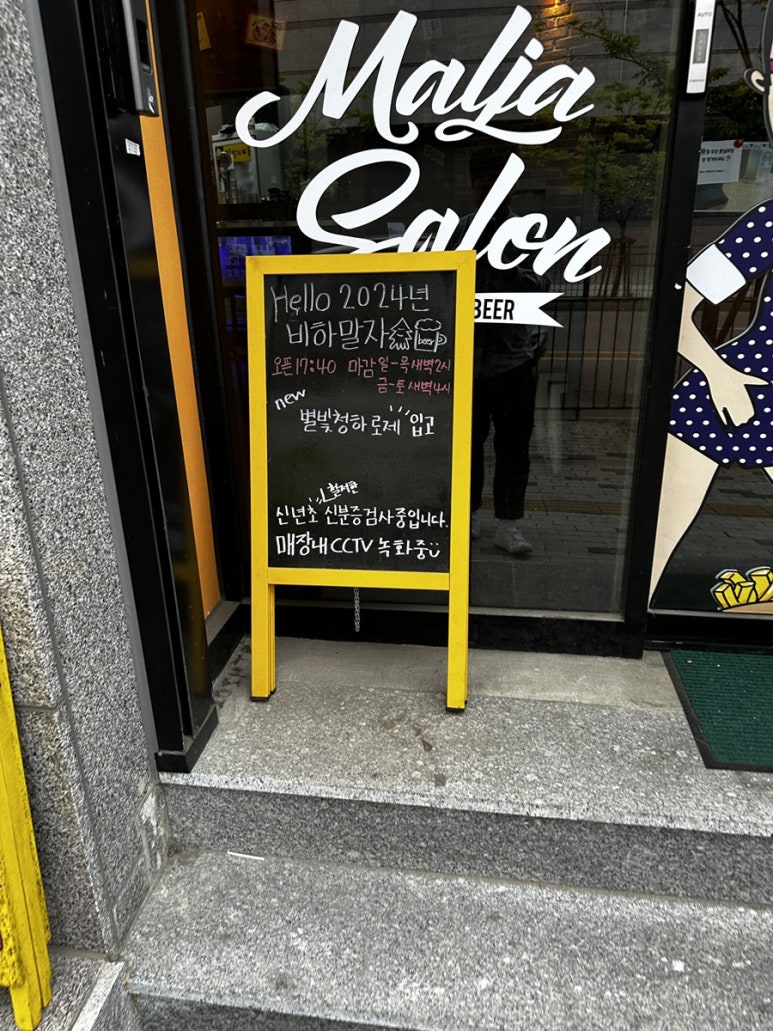 Malja
Salon
BEER
Hello 2024년
비하말자
beer
오픈 17:40 마감 일-목 새벽2시
금-토 새벽4시
new
별빛청하 로제 입고
철저한
신년초 신분증검사중입니다.
매장내 CCTV 녹화중